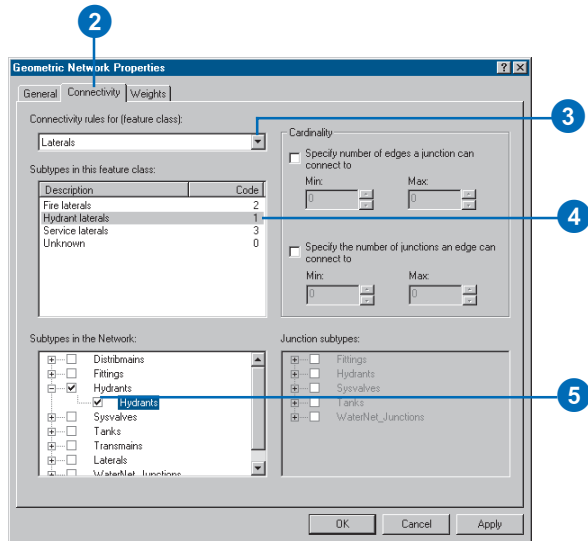 2
Geometric Network Properties
General Connectivity Weights
Connectivity rules for (feature class):
Laterals
3
Subtypes in this feature class:
Description Code
Fire laterals 2
Hydrant laterals 1
Service laterals 3
Unknown 0
4
Cardinality
Specify number of edges a junction can
connect to
Min: Max:
0 0
Specify the number of junctions an edge can
connect to
Min: Max:
0 0
Subtypes in the Network:
Distribmains
Fittings
Hydrants
Hydrants
Sysvalves
Tanks
Transmains
Laterals
WaterNet_Junctions
Junction subtypes:
Fittings
Hydrants
Sysvalves
Tanks
WaterNet_Junctions
5
OK Cancel Apply